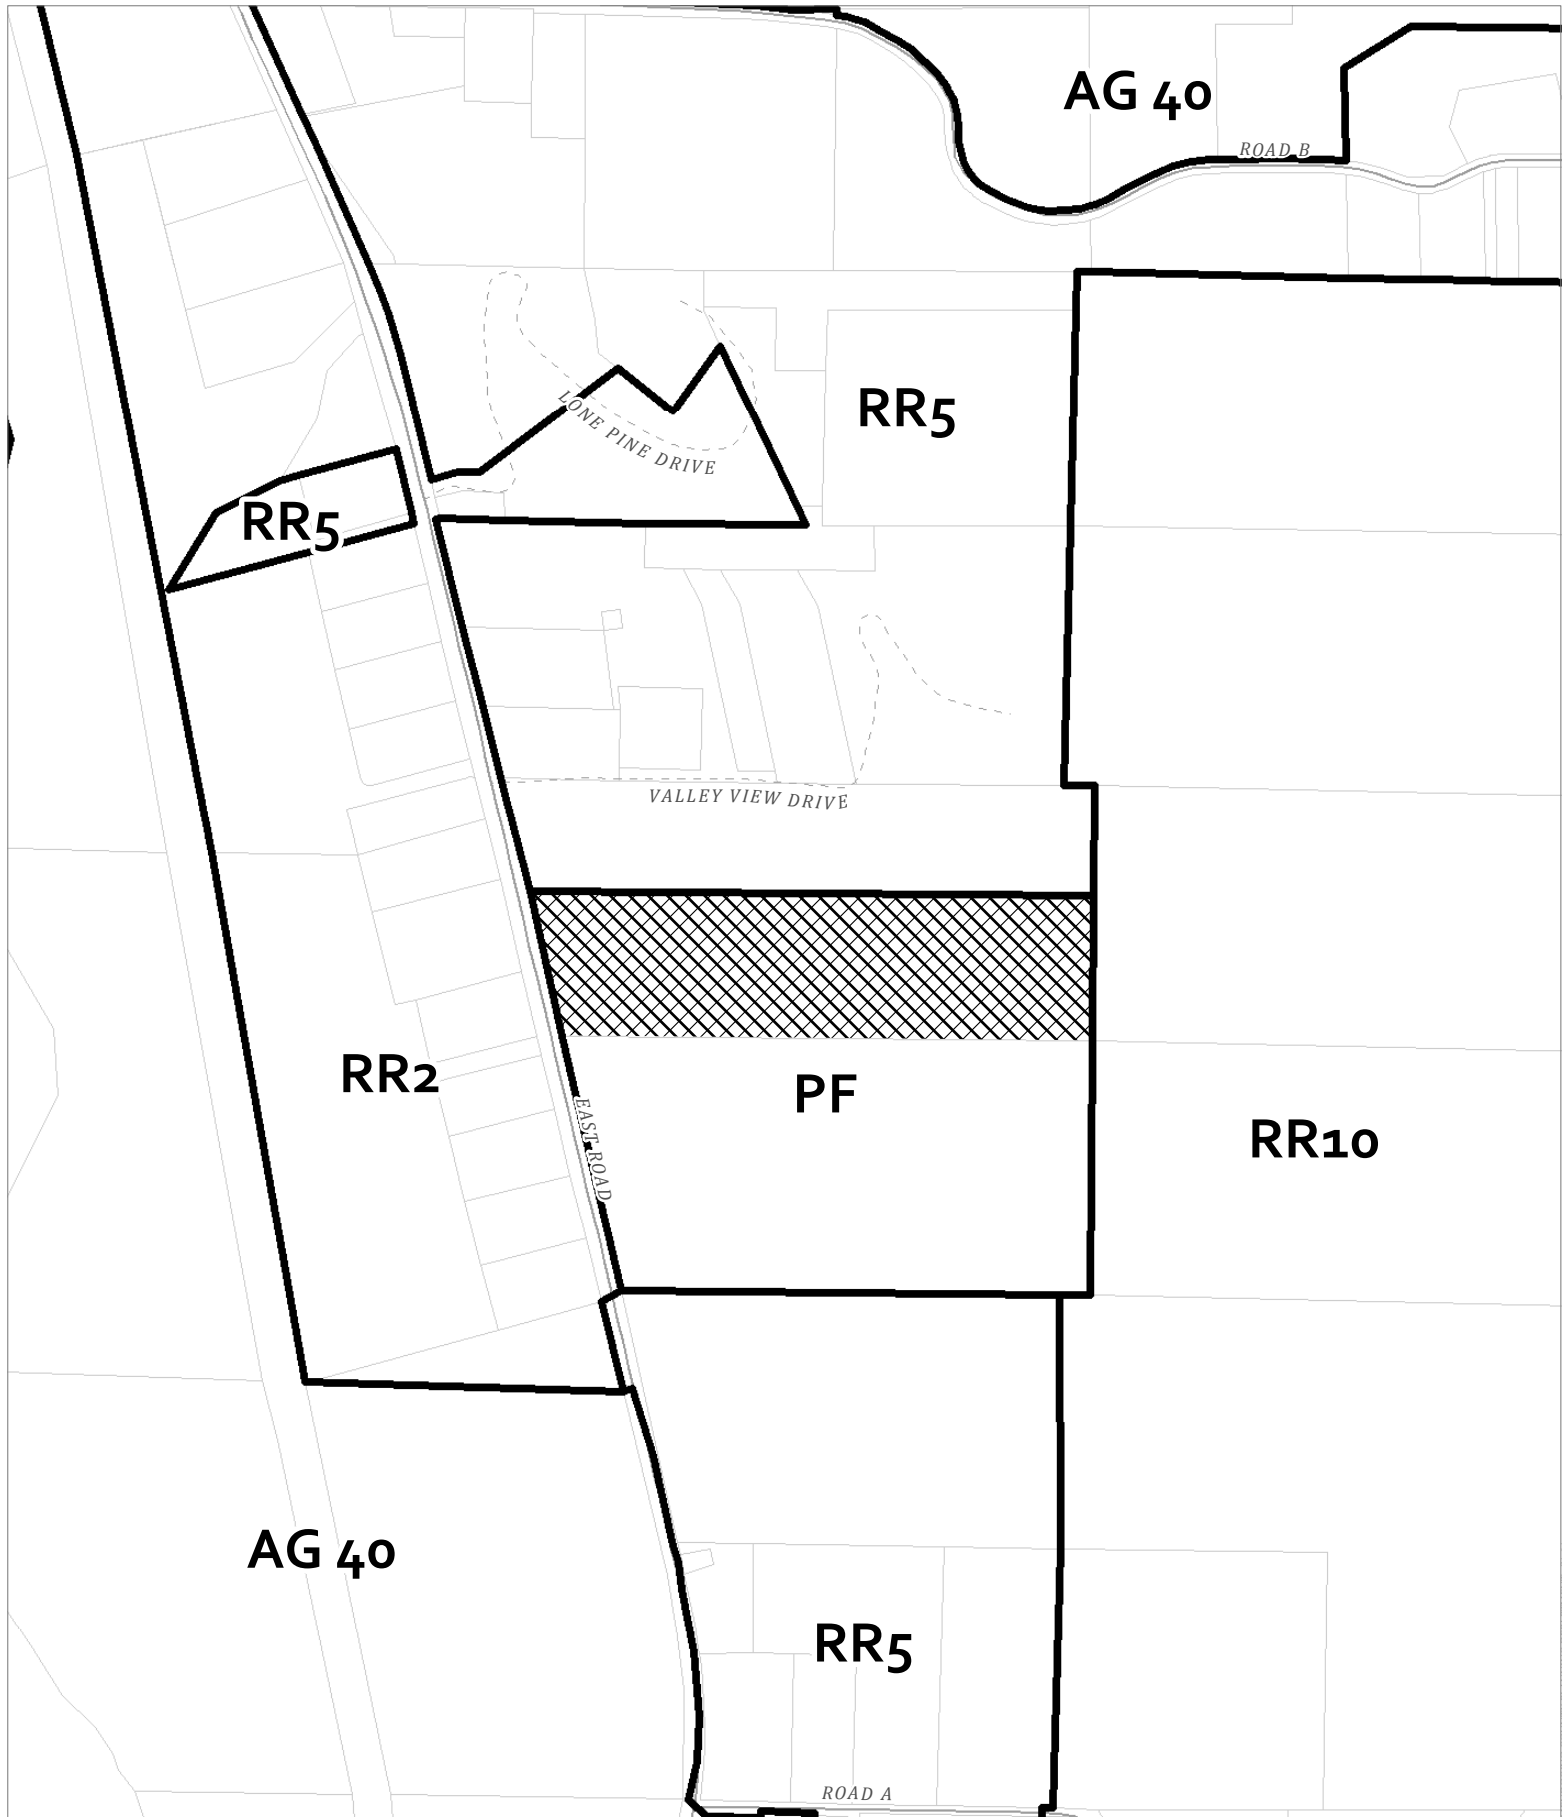 AG 40
ROAD B
LONE PINE DRIVE
RR5
RR5
VALLEY VIEW DRIVE
RR2
PF
EAST ROAD
RR10
AG 40
RR5
ROAD A